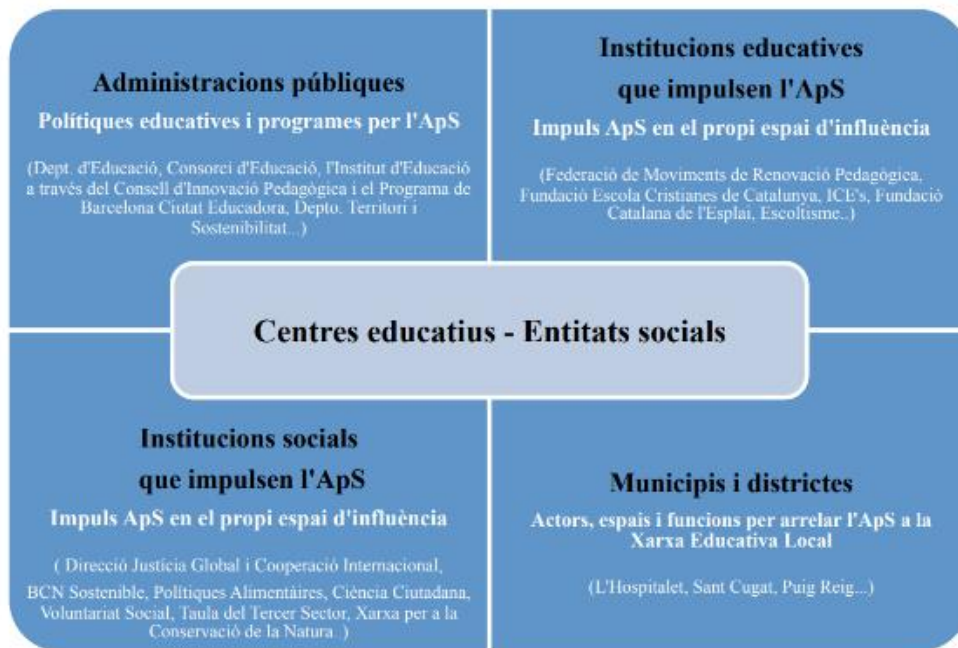 Administracions públiques
Polítiques educatives i programes per l'ApS
(Dept. d'Educació, Consorci d'Educació, l'Institut d'Educació
a través del Consell d'Innovació Pedagògica i el Programa de
Barcelona Ciutat Educadora, Depto. Territori i
Sostenibilitat...)
Institucions educatives
que impulsen l'ApS
Impuls ApS en el propi espai d'influència
(Federació de Moviments de Renovació Pedagògica,
Fundació Escola Cristianes de Catalunya, ICE's, Fundació
Catalana de l'Esplai, Escoltisme..)
Centres educatius - Entitats socials
Institucions socials
que impulsen l'ApS
Impuls ApS en el propi espai d'influència
( Direcció Justícia Global i Cooperació Internacional,
BCN Sostenible, Polítiques Alimentàires, Ciència Ciutadana,
Voluntariat Social, Taula del Tercer Sector, Xarxa per a la
Conservació de la Natura..)
Municipis i districtes
Actors, espais i funcions per arrelar l'ApS a la
Xarxa Educativa Local
(L'Hospitalet, Sant Cugat, Puig Reig...)